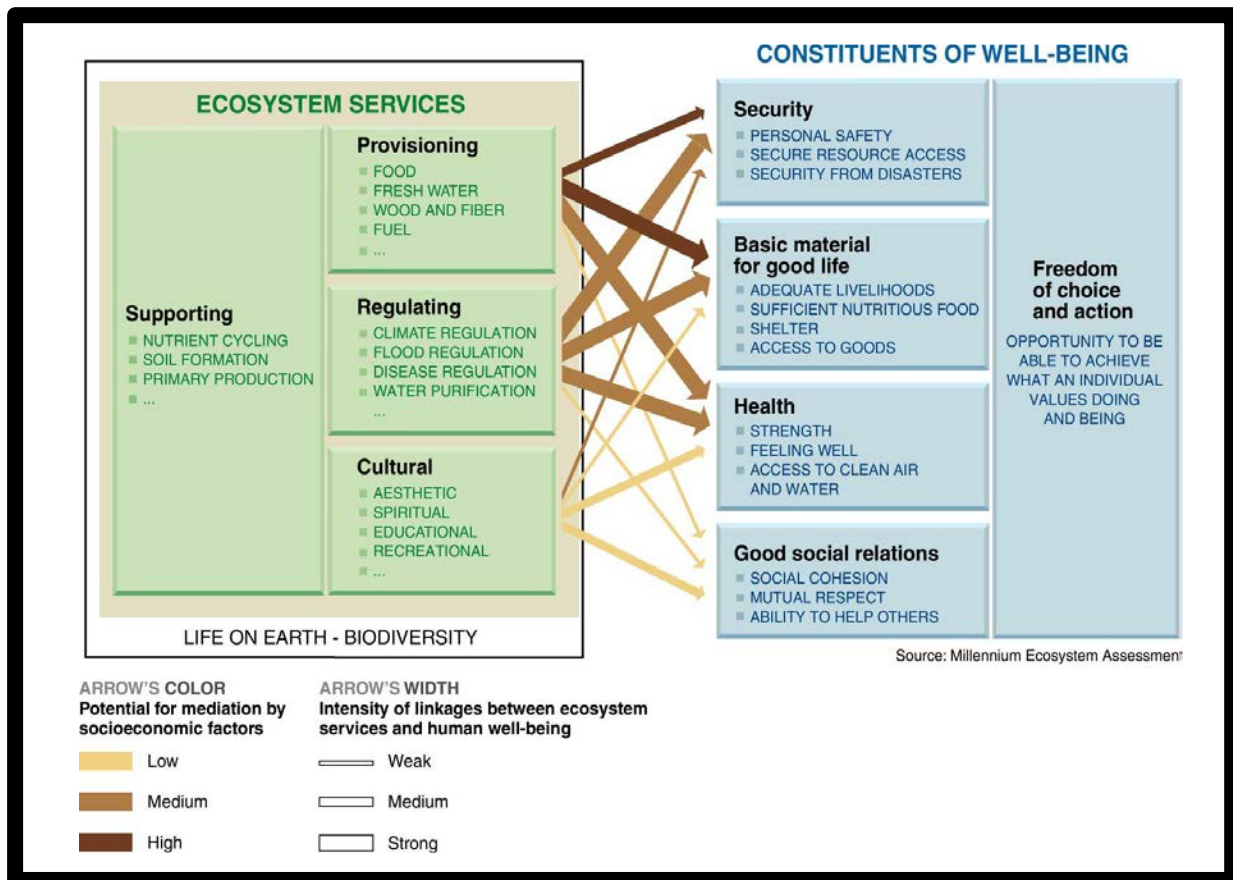 CONSTITUENTS OF WELL-BEING
ECOSYSTEM SERVICES
Supporting
NUTRIENT CYCLING
SOIL FORMATION
PRIMARY PRODUCTION
...
Provisioning
FOOD
FRESH WATER
WOOD AND FIBER
FUEL
...
Regulating
CLIMATE REGULATION
FLOOD REGULATION
DISEASE REGULATION
WATER PURIFICATION
...
Cultural
AESTHETIC
SPIRITUAL
EDUCATIONAL
RECREATIONAL
...
LIFE ON EARTH - BIODIVERSITY
Security
PERSONAL SAFETY
SECURE RESOURCE ACCESS
SECURITY FROM DISASTERS
Basic material
for good life
ADEQUATE LIVELIHOODS
SUFFICIENT NUTRITIOUS FOOD
SHELTER
ACCESS TO GOODS
Health
STRENGTH
FEELING WELL
ACCESS TO CLEAN AIR
AND WATER
Good social relations
SOCIAL COHESION
MUTUAL RESPECT
ABILITY TO HELP OTHERS
Freedom
of choice
and action
OPPORTUNITY TO BE
ABLE TO ACHIEVE
WHAT AN INDIVIDUAL
VALUES DOING
AND BEING
Source: Millennium Ecosystem Assessment
ARROW'S COLOR
Potential for mediation by
socioeconomic factors
Low
Medium
High
ARROW'S WIDTH
Intensity of linkages between ecosystem
services and human well-being
Weak
Medium
Strong